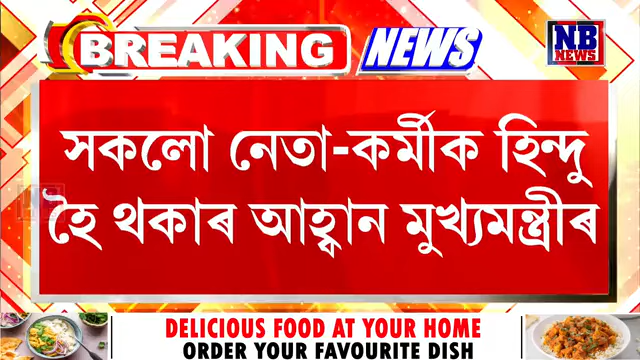 BREAKING NEWS
NB
NEWS
সকলো নেতা-কৰ্মীক হিন্দু
হৈ থকাৰ আহ্বান মুখ্যমন্ত্ৰীৰ
DELICIOUS FOOD AT YOUR HOME
ORDER YOUR FAVOURITE DISH